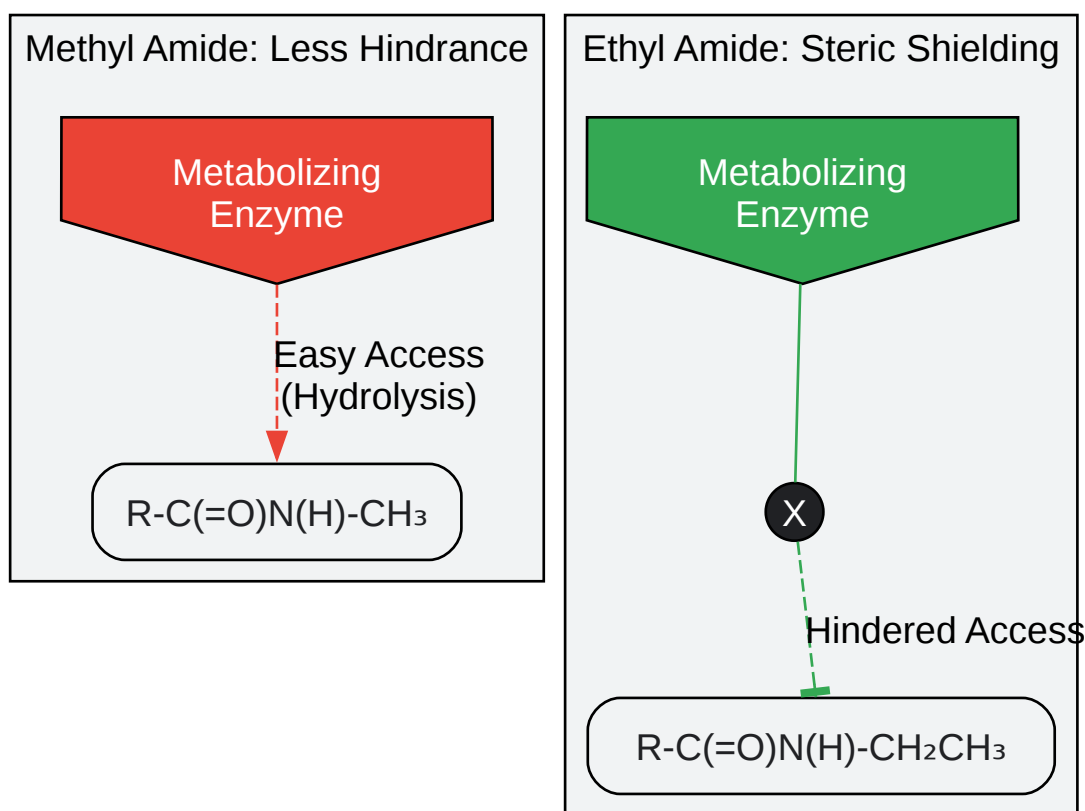 Methyl Amide: Less Hindrance
Metabolizing
Enzyme
Easy Access
(Hydrolysis)
R-C(=O)N(H)-CH₃
Ethyl Amide: Steric Shielding
Metabolizing
Enzyme
X
Hindered Access
R-C(=O)N(H)-CH₂CH₃